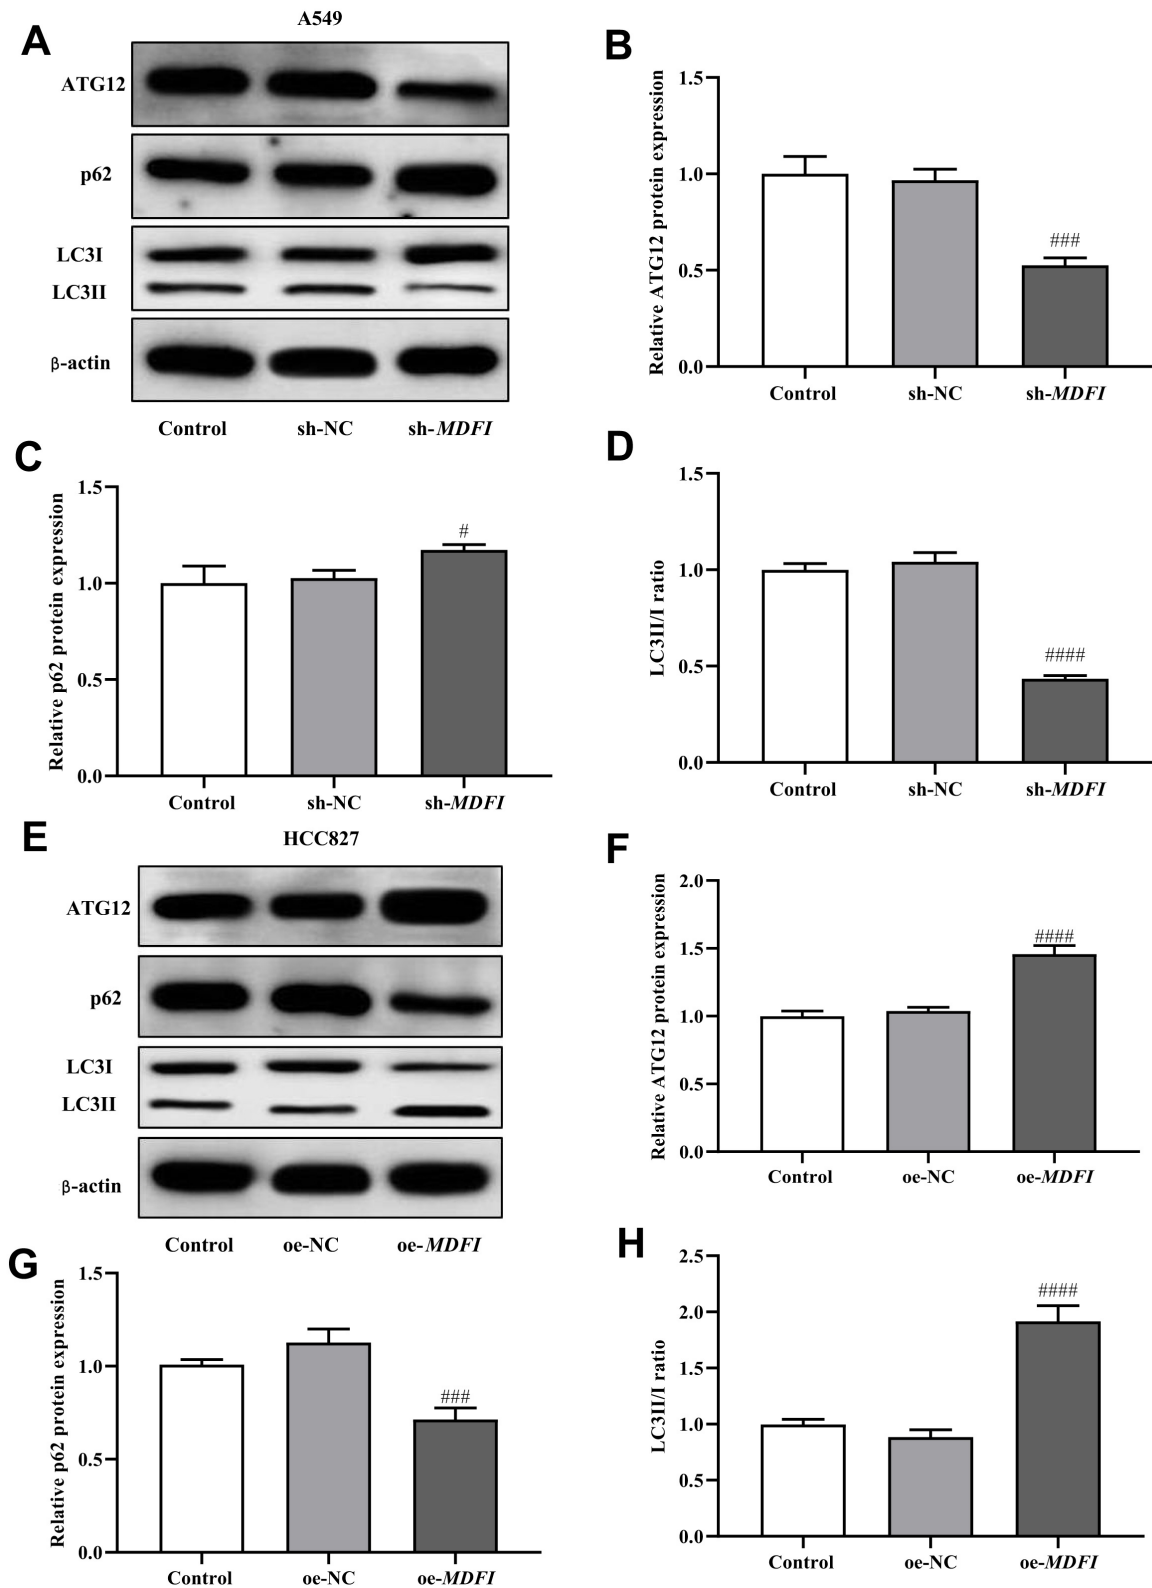 A
A549
ATG12
p62
LC3I
LC3II
β-actin
Control sh-NC sh-MDFI
B
Relative ATG12 protein expression
1.5
1.0
0.5
0.0
###
Control sh-NC sh-MDFI
C
Relative p62 protein expression
1.5
1.0
0.5
0.0
#
Control sh-NC sh-MDFI
D
LC3II/I ratio
1.5
1.0
0.5
0.0
####
Control sh-NC sh-MDFI
E
HCC827
ATG12
p62
LC3I
LC3II
β-actin
Control oe-NC oe-MDFI
F
Relative ATG12 protein expression
2.0
1.5
1.0
0.5
0.0
####
Control oe-NC oe-MDFI
G
Relative p62 protein expression
1.5
1.0
0.5
0.0
###
Control oe-NC oe-MDFI
H
LC3II/I ratio
2.5
2.0
1.5
1.0
0.5
0.0
####
Control oe-NC oe-MDFI